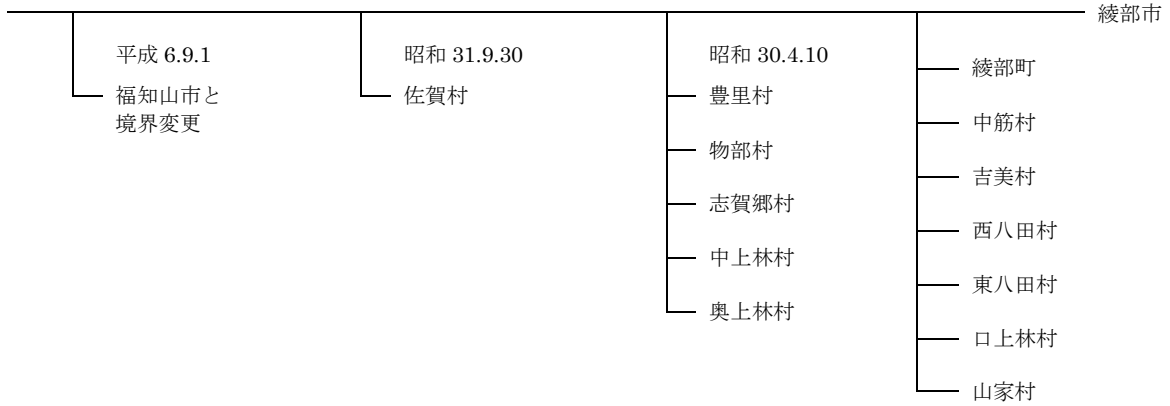 綾部市
平成 6.9.1
福知山市と
境界変更
昭和 31.9.30
佐賀村
昭和 30.4.10
豊里村
物部村
志賀郷村
中上林村
奥上林村
綾部町
中筋村
吉美村
西八田村
東八田村
口上林村
山家村